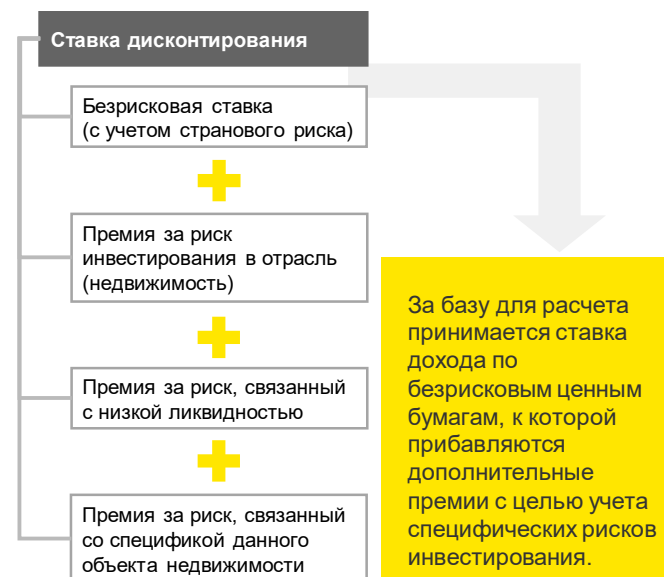 Ставка дисконтирования
Безрисковая ставка
(с учетом странового риска)
Премия за риск
инвестирования в отрасль
(недвижимость)
Премия за риск, связанный
с низкой ликвидностью
Премия за риск, связанный
со спецификой данного
объекта недвижимости
За базу для расчета
принимается ставка
дохода по
безрисковым ценным
бумагам, к которой
прибавляются
дополнительные
премии с целью учета
специфических рисков
инвестирования.